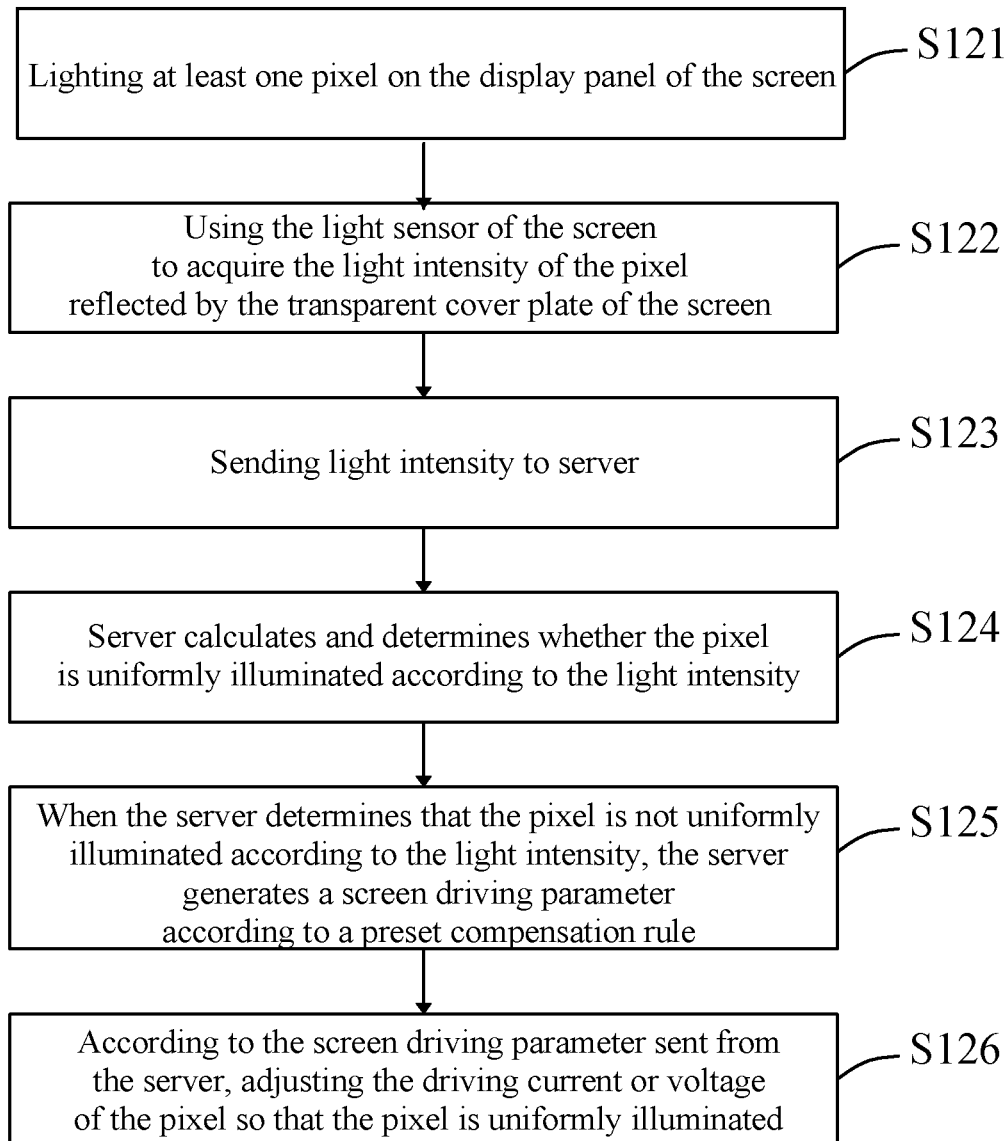 Lighting at least one pixel on the display panel of the screen
S121
Using the light sensor of the screen
to acquire the light intensity of the pixel
reflected by the transparent cover plate of the screen
S122
Sending light intensity to server
S123
Server calculates and determines whether the pixel
is uniformly illuminated according to the light intensity
S124
When the server determines that the pixel is not uniformly
illuminated according to the light intensity, the server
generates a screen driving parameter
according to a preset compensation rule
S125
According to the screen driving parameter sent from
the server, adjusting the driving current or voltage
of the pixel so that the pixel is uniformly illuminated
S126